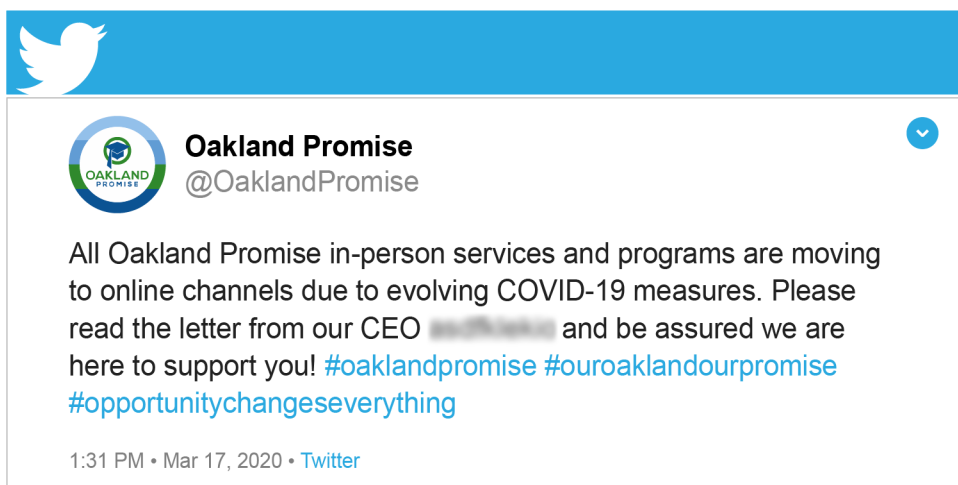 OAKLAND
PROMISE
Oakland Promise
@OaklandPromise
All Oakland Promise in-person services and programs are moving
to online channels due to evolving COVID-19 measures. Please
read the letter from our CEO and be assured we are
here to support you! #oaklandpromise #ouroaklandourpromise
#opportunitychangeseverything
1:31 PM • Mar 17, 2020 • Twitter